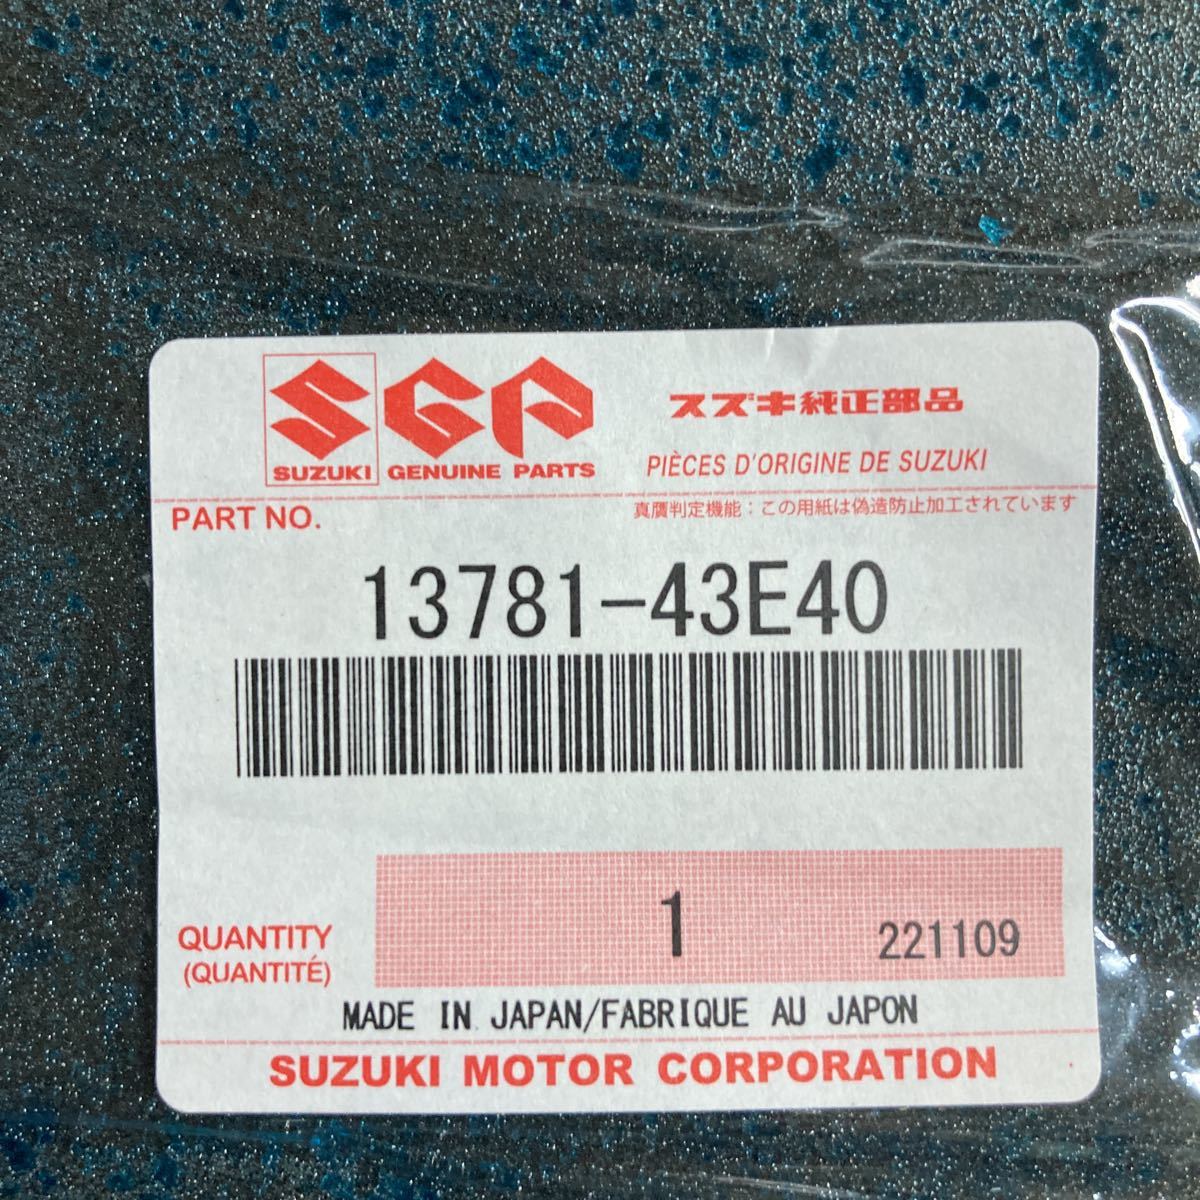 SGP
SUZUKI GENUINE PARTS
スズキ純正部品
PIÈCES D'ORIGINE DE SUZUKI
PART NO.
真贋判定機能：この用紙は偽造防止加工されています
13781-43E40
QUANTITY
(QUANTITÉ)
1
221109
MADE IN JAPAN/FABRIQUE AU JAPON
SUZUKI MOTOR CORPORATION